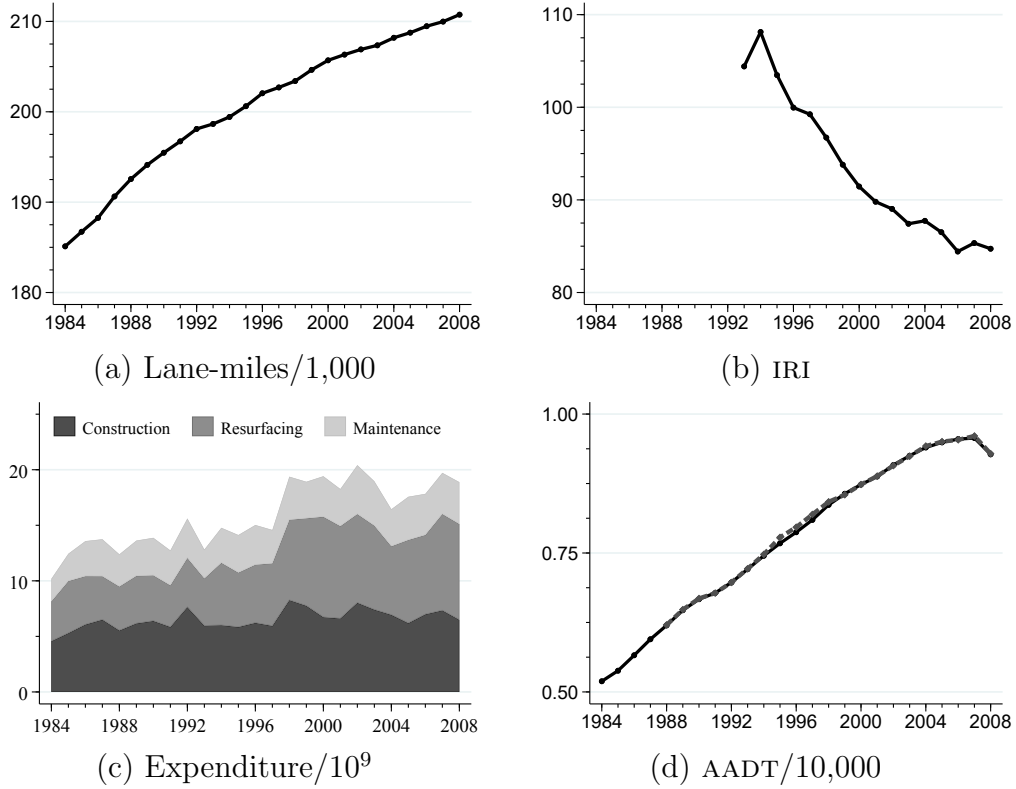 210
200
190
180
1984 1988 1992 1996 2000 2004 2008
(a) Lane-miles/1,000
110
100
90
80
1984 1988 1992 1996 2000 2004 2008
(b) IRI
Construction Resurfacing Maintenance
20
10
0
1984 1988 1992 1996 2000 2004 2008
(c) Expenditure/10⁹
1.00
0.75
0.50
1984 1988 1992 1996 2000 2004 2008
(d) AADT/10,000